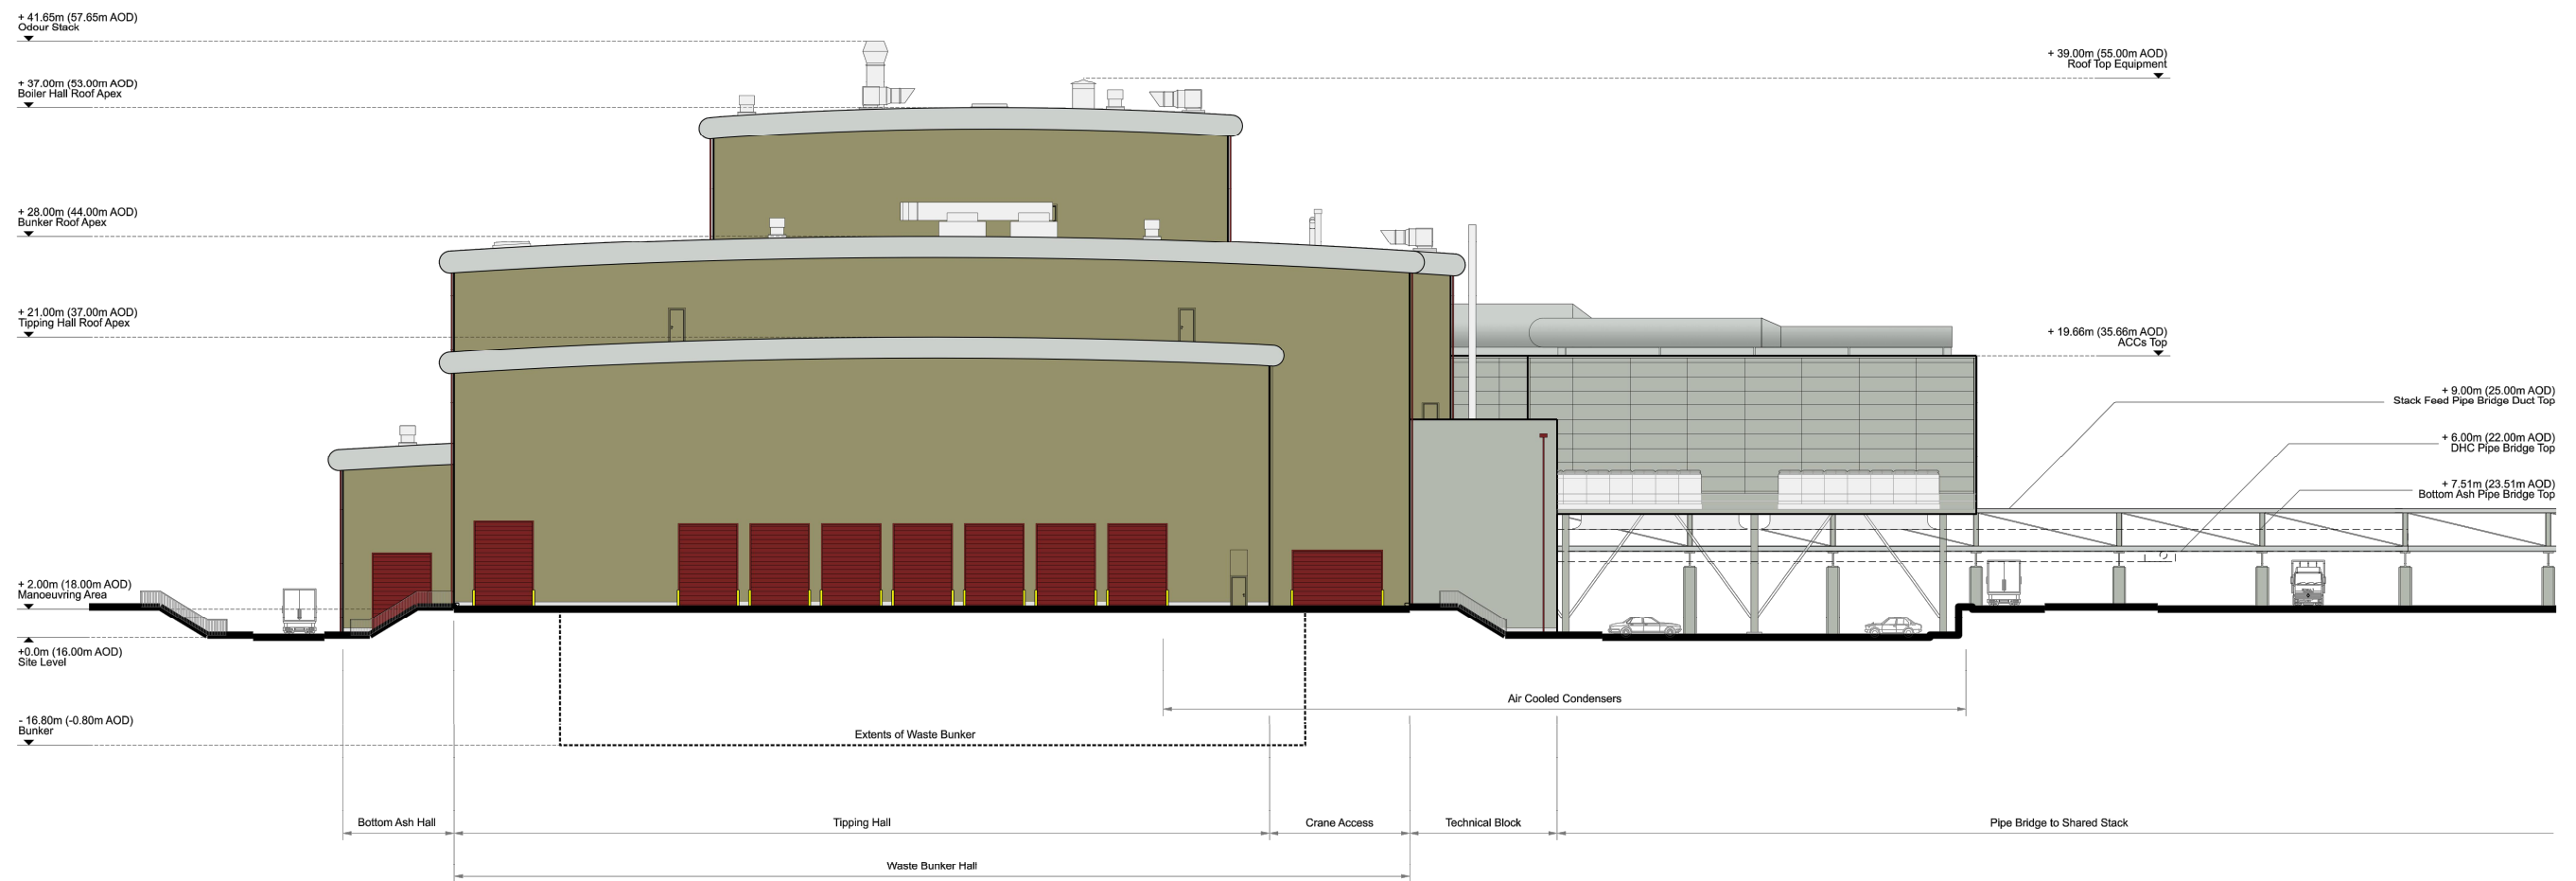 + 41.65m (57.65m AOD)
Odour Stack
+ 39.00m (55.00m AOD)
Roof Top Equipment
+ 37.00m (53.00m AOD)
Boiler Hall Roof Apex
+ 28.00m (44.00m AOD)
Bunker Roof Apex
+ 21.00m (37.00m AOD)
Tipping Hall Roof Apex
+ 19.66m (35.66m AOD)
ACCs Top
+ 9.00m (25.00m AOD)
Stack Feed Pipe Bridge Duct Top
+ 6.00m (22.00m AOD)
DHC Pipe Bridge Top
+ 7.51m (23.51m AOD)
Bottom Ash Pipe Bridge Top
+ 2.00m (18.00m AOD)
Manoeuvring Area
+0.0m (16.00m AOD)
Site Level
Air Cooled Condensers
- 16.80m (-0.80m AOD)
Bunker
Extents of Waste Bunker
Bottom Ash Hall
Tipping Hall
Crane Access
Technical Block
Pipe Bridge to Shared Stack
Waste Bunker Hall